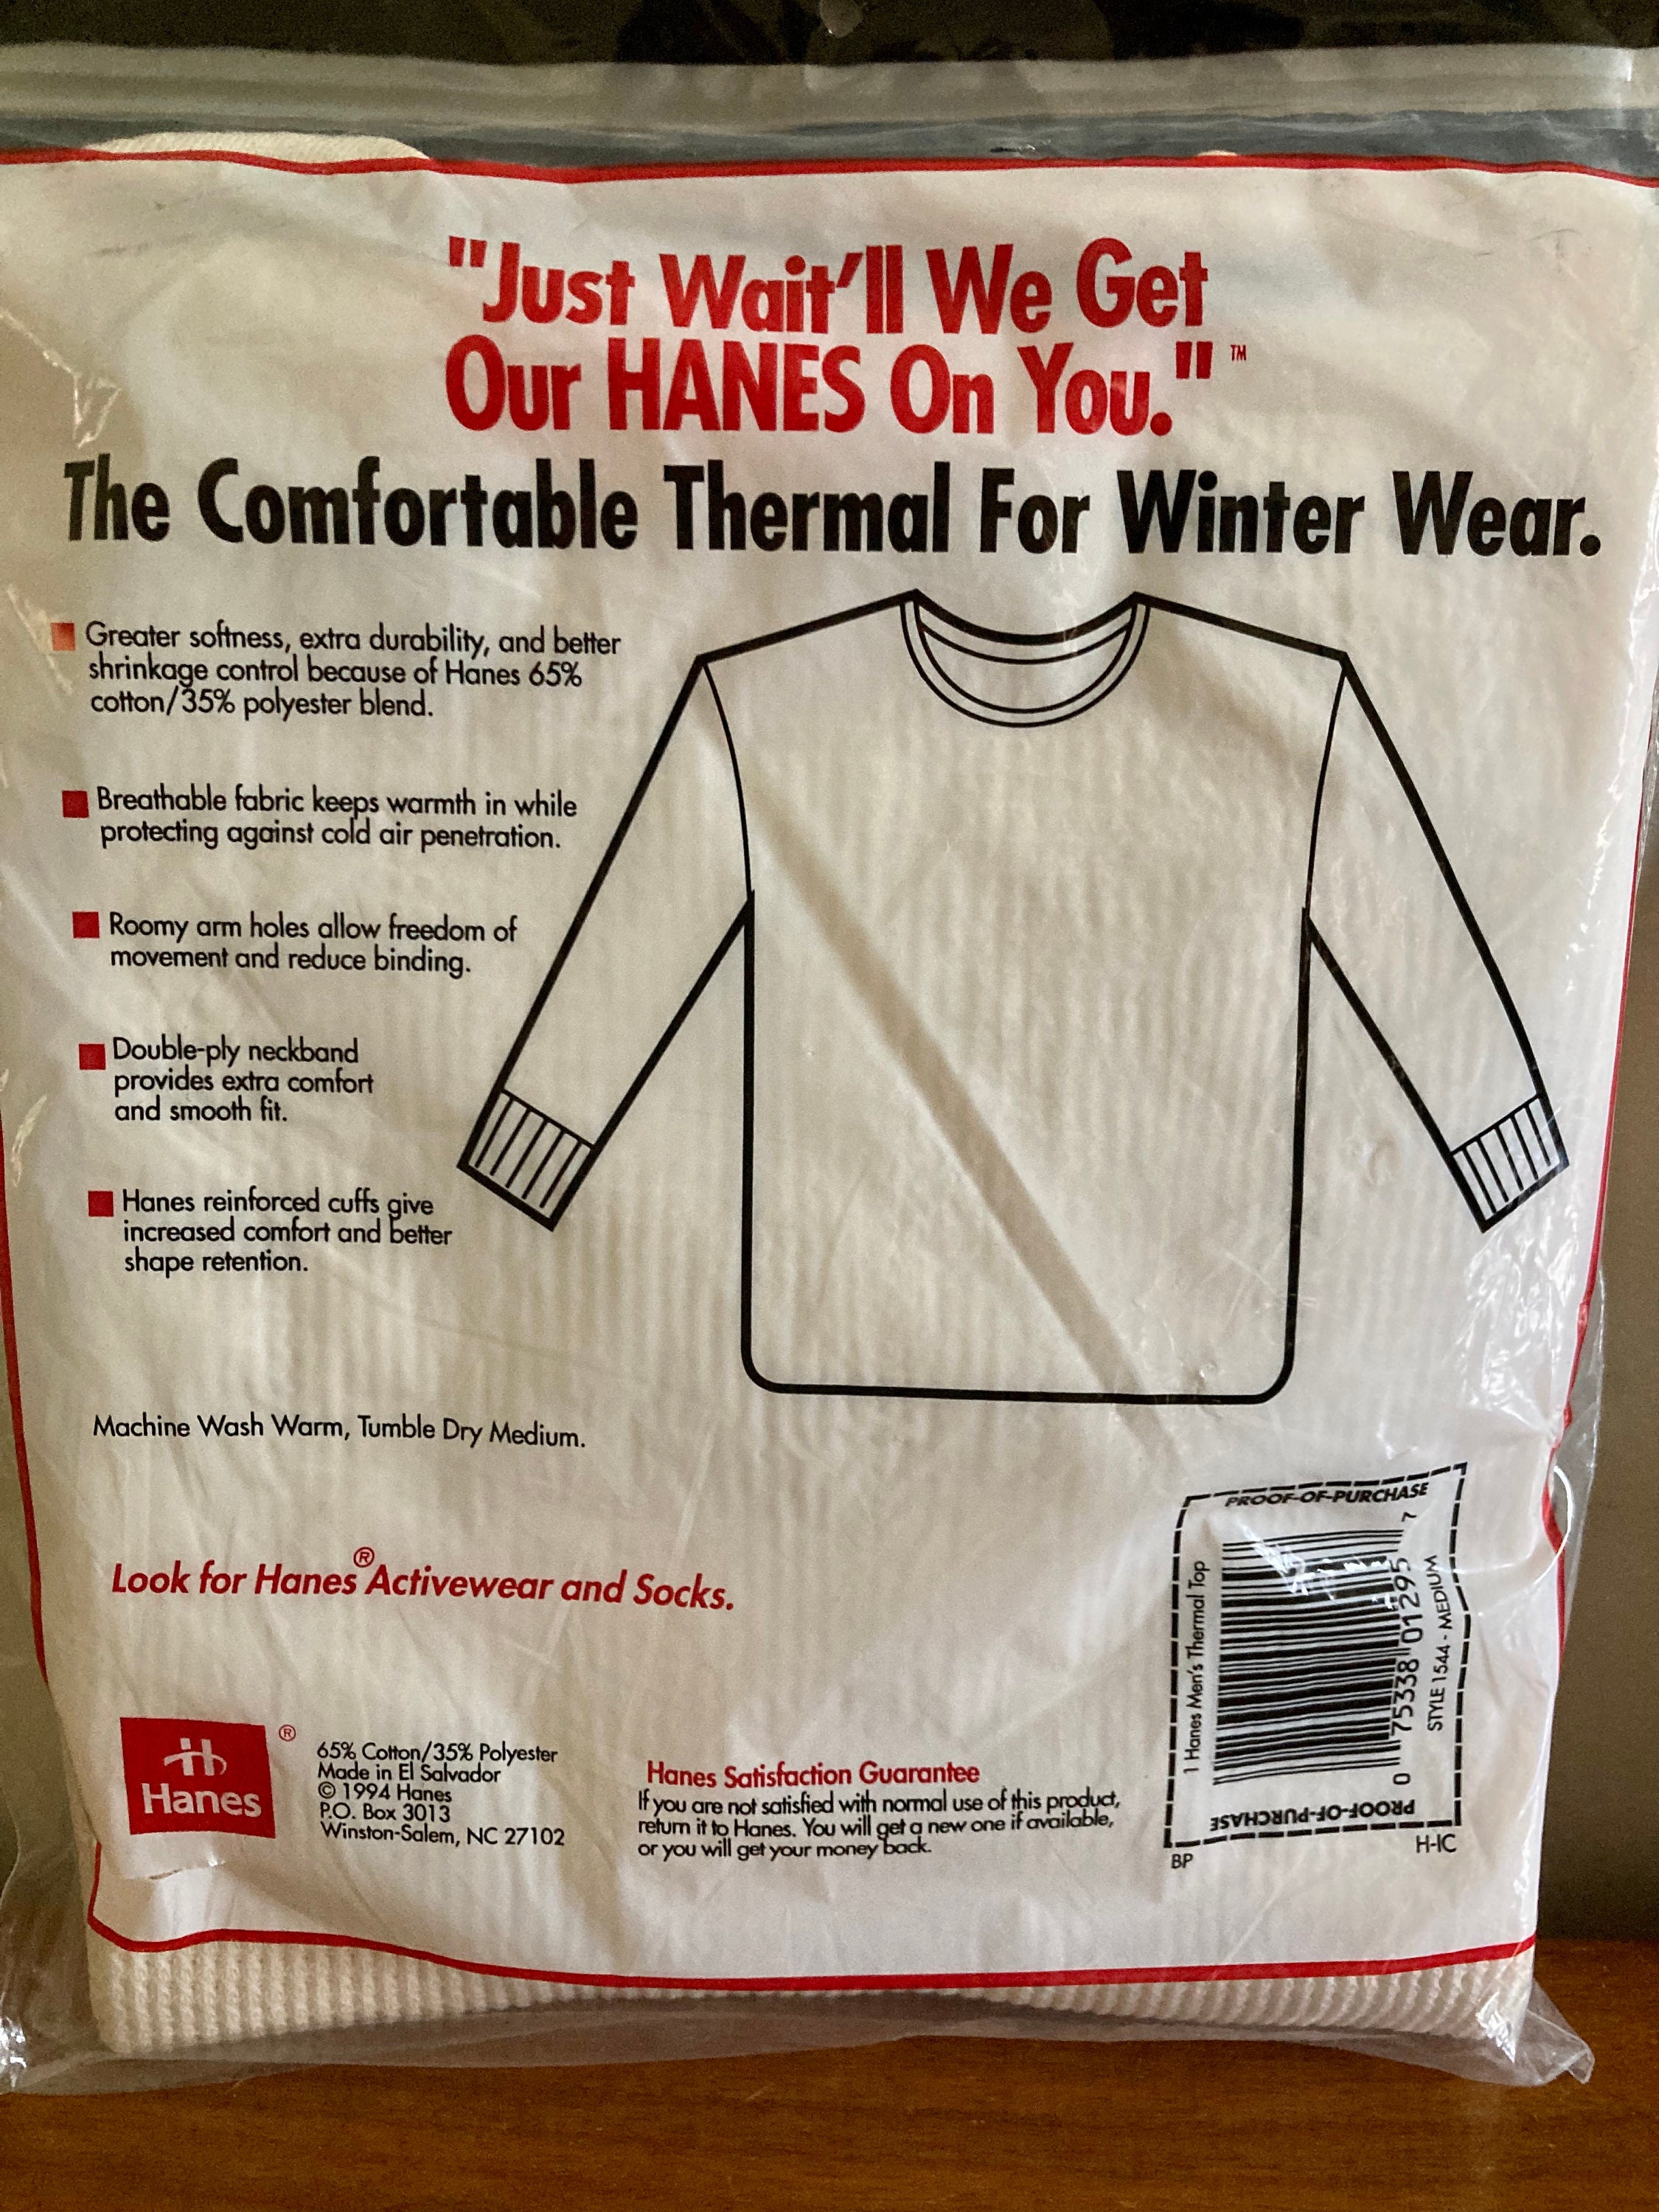 "Just Wait'll We Get
Our HANES On You."™
The Comfortable Thermal For Winter Wear.
Greater softness, extra durability, and better
shrinkage control because of Hanes 65%
cotton/35% polyester blend.
Breathable fabric keeps warmth in while
protecting against cold air penetration.
Roomy arm holes allow freedom of
movement and reduce binding.
Double-ply neckband
provides extra comfort
and smooth fit.
Hanes reinforced cuffs give
increased comfort and better
shape retention.
Machine Wash Warm, Tumble Dry Medium.
Look for Hanes® Activewear and Socks.
Hanes®
65% Cotton/35% Polyester
Made in El Salvador
© 1994 Hanes
P.O. Box 3013
Winston-Salem, NC 27102
Hanes Satisfaction Guarantee
If you are not satisfied with normal use of this product,
return it to Hanes. You will get a new one if available,
or you will get your money back.
PROOF-OF-PURCHASE
1 Hanes Men's Thermal Top
0 75338 01295 7
STYLE 1544 - MEDIUM
PROOF-OF-PURCHASE
BP
H-IC